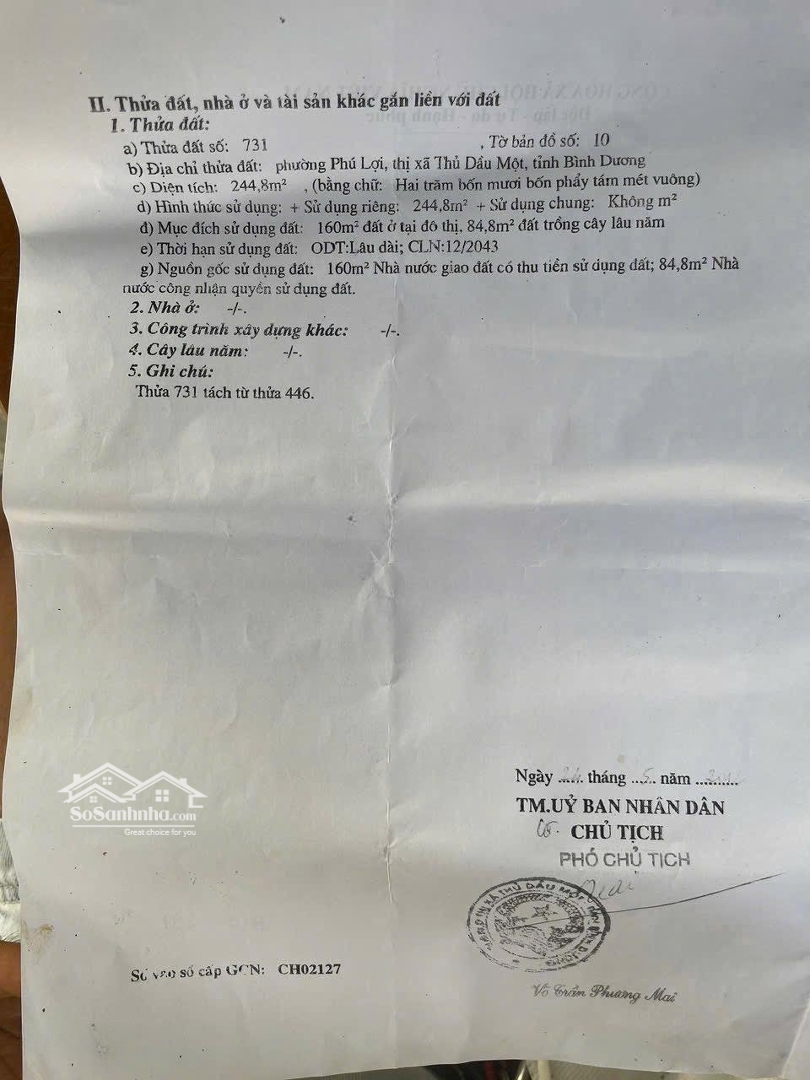 II. Thửa đất, nhà ở và tài sản khác gắn liền với đất
1. Thửa đất:
a) Thửa đất số: 731 , Tờ bản đồ số: 10
b) Địa chỉ thửa đất: phường Phú Lợi, thị xã Thủ Dầu Một, tỉnh Bình Dương
c) Diện tích: 244,8m² , (bằng chữ: Hai trăm bốn mươi bốn phẩy tám mét vuông)
d) Hình thức sử dụng: + Sử dụng riêng: 244,8m² + Sử dụng chung: Không m²
đ) Mục đích sử dụng đất: 160m² đất ở tại đô thị, 84,8m² đất trồng cây lâu năm
e) Thời hạn sử dụng đất: ODT:Lâu dài; CLN:12/2043
g) Nguồn gốc sử dụng đất: 160m² Nhà nước giao đất có thu tiền sử dụng đất; 84,8m² Nhà
nước công nhận quyền sử dụng đất.
2. Nhà ở: -/-.
3. Công trình xây dựng khác: -/-.
4. Cây lâu năm: -/-.
5. Ghi chú:
Thửa 731 tách từ thửa 446.
SoSanhnha.com
Great choice for you
Ngày tháng 5 năm
TM.UỶ BAN NHÂN DÂN
CHỦ TỊCH
PHÓ CHỦ TỊCH
Võ Trần Phương Mai
Số vào sổ cấp GCN: CH02127